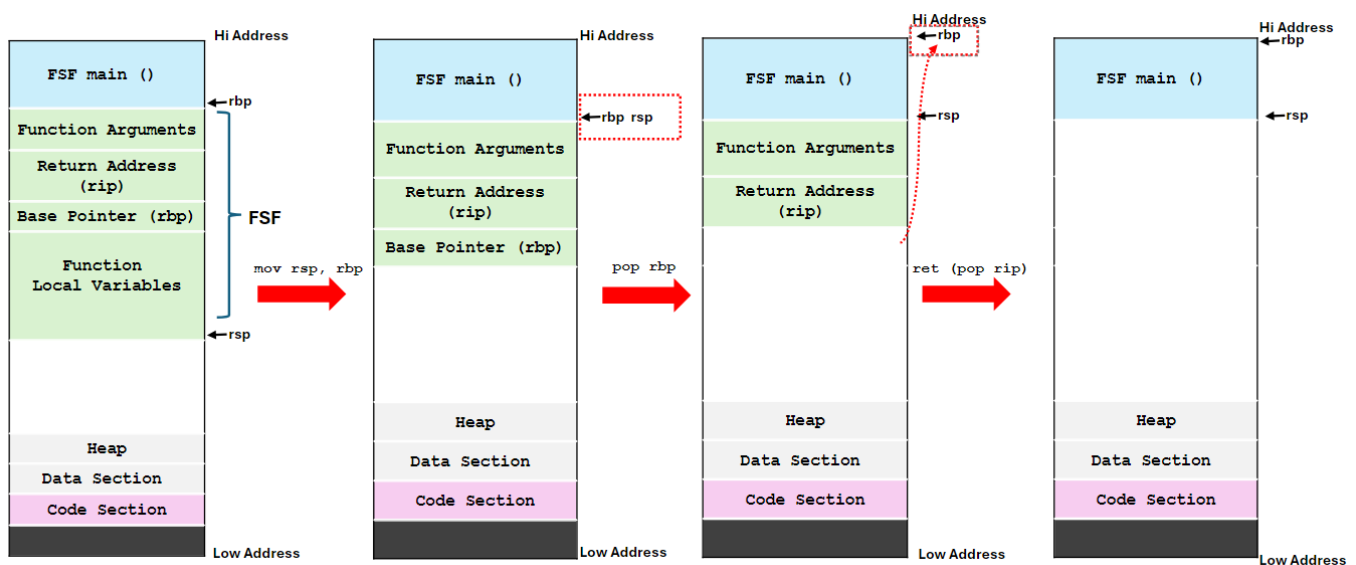 Hi Address
FSF main ()
rbp
Function Arguments
Return Address
(rip)
Base Pointer (rbp)
FSF
Function
Local Variables
rsp
Heap
Data Section
Code Section
Low Address
mov rsp, rbp
Hi Address
FSF main ()
rbp rsp
Function Arguments
Return Address
(rip)
Base Pointer (rbp)
Heap
Data Section
Code Section
Low Address
pop rbp
Hi Address
rbp
FSF main ()
rsp
Function Arguments
Return Address
(rip)
Heap
Data Section
Code Section
Low Address
ret (pop rip)
Hi Address
rbp
FSF main ()
rsp
Heap
Data Section
Code Section
Low Address